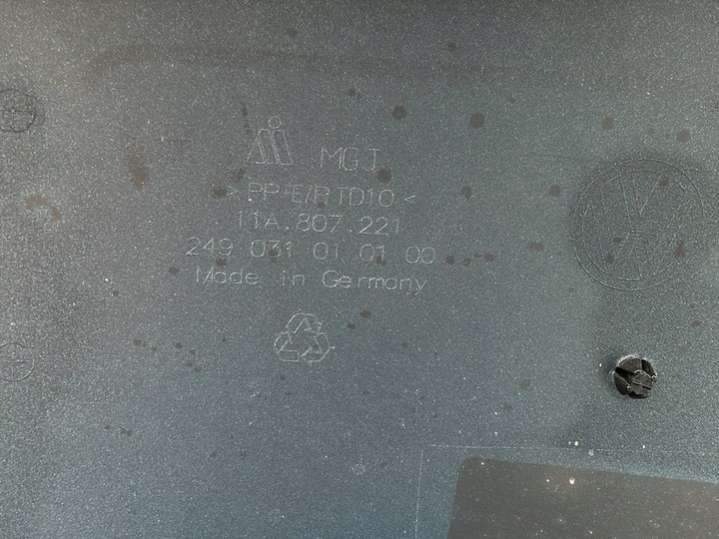 MGI
>PP-E/P TD10<
11A.807.221
249 031 01 01 00
Made in Germany